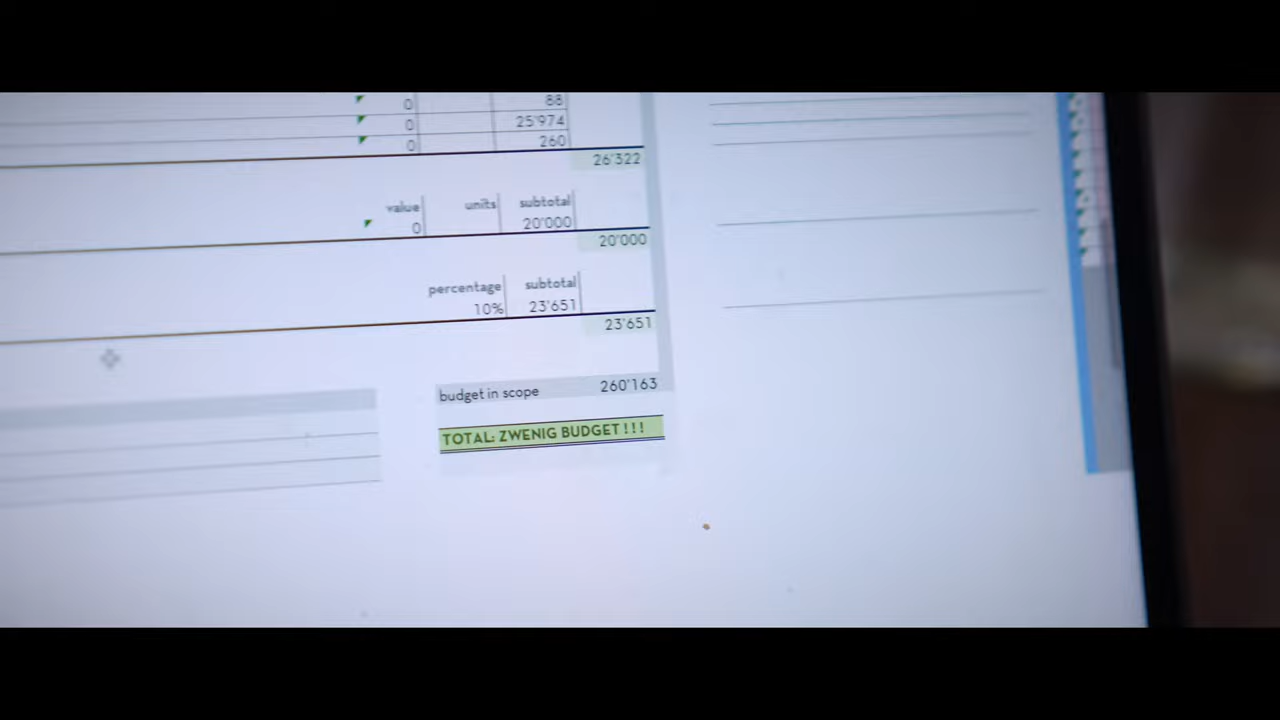 0 88
0 25'974
0 260
26'322
value units subtotal
0 20'000
20'000
percentage subtotal
10% 23'651
23'651
budget in scope 260'163
TOTAL: ZWENIG BUDGET !!!